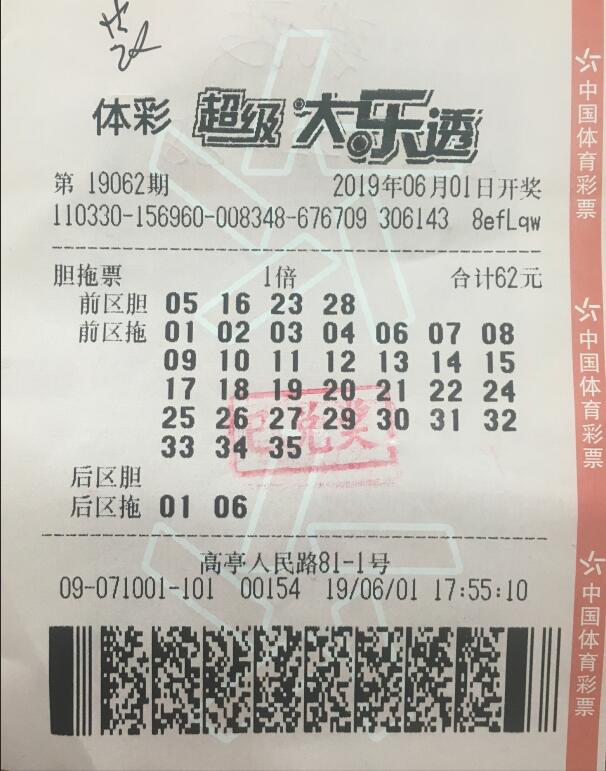 体彩 超级大乐透
第 19062期 2019年06月01日开奖
110330-156960-008348-676709 306143 8efLqw
胆拖票 1倍 合计62元
前区胆 05 16 23 28
前区拖 01 02 03 04 06 07 08
09 10 11 12 13 14 15
17 18 19 20 21 22 24
25 26 27 29 30 31 32
33 34 35
已兑奖
后区胆
后区拖 01 06
高亭人民路81-1号
09-071001-101 00154 19/06/01 17:55:10
中国体育彩票
中国体育彩票
中国体育彩票